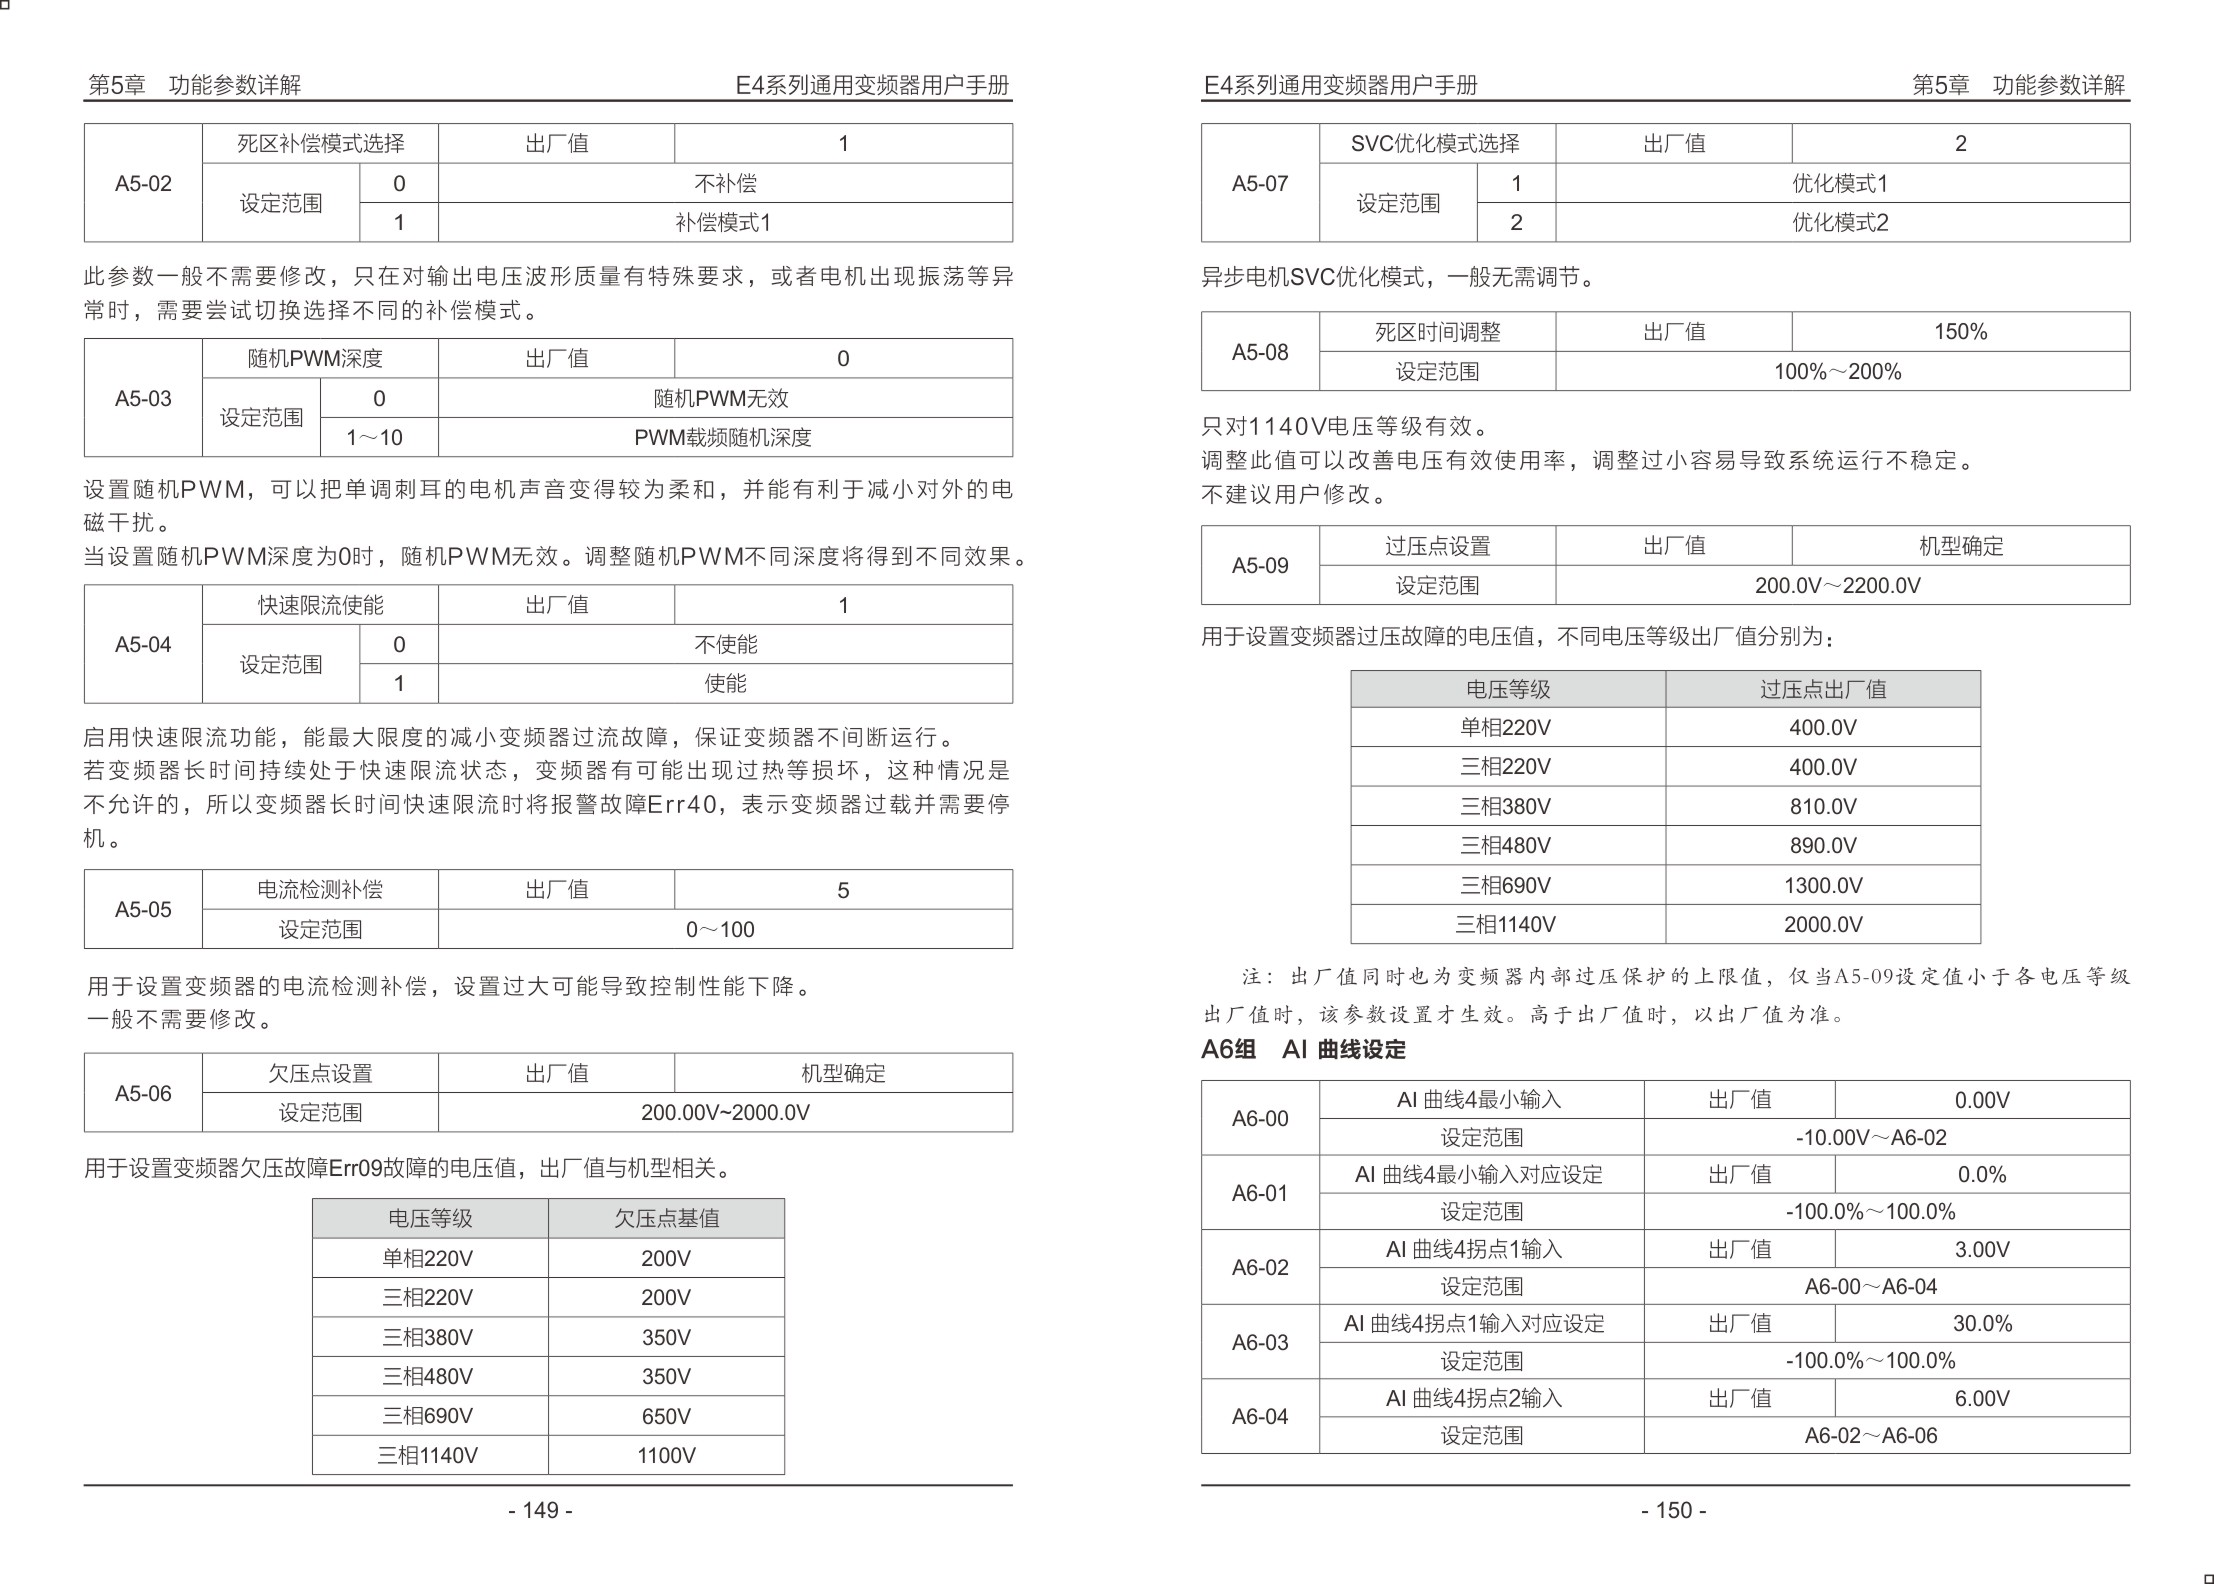 第5章　功能参数详解　E4系列通用变频器用户手册
A5-02　死区补偿模式选择　出厂值　1
设定范围　0　不补偿
1　补偿模式1
此参数一般不需要修改，只在对输出电压波形质量有特殊要求，或者电机出现振荡等异
常时，需要尝试切换选择不同的补偿模式。
A5-03　随机PWM深度　出厂值　0
设定范围　0　随机PWM无效
1～10　PWM载频随机深度
设置随机PWM，可以把单调刺耳的电机声音变得较为柔和，并能有利于减小对外的电
磁干扰。
当设置随机PWM深度为0时，随机PWM无效。调整随机PWM不同深度将得到不同效果。
A5-04　快速限流使能　出厂值　1
设定范围　0　不使能
1　使能
启用快速限流功能，能最大限度的减小变频器过流故障，保证变频器不间断运行。
若变频器长时间持续处于快速限流状态，变频器有可能出现过热等损坏，这种情况是
不允许的，所以变频器长时间快速限流时将报警故障Err40，表示变频器过载并需要停
机。
A5-05　电流检测补偿　出厂值　5
设定范围　0～100
用于设置变频器的电流检测补偿，设置过大可能导致控制性能下降。
一般不需要修改。
A5-06　欠压点设置　出厂值　机型确定
设定范围　200.00V~2000.0V
用于设置变频器欠压故障Err09故障的电压值，出厂值与机型相关。
电压等级　欠压点基值
单相220V　200V
三相220V　200V
三相380V　350V
三相480V　350V
三相690V　650V
三相1140V　1100V
- 149 -
E4系列通用变频器用户手册　第5章　功能参数详解
A5-07　SVC优化模式选择　出厂值　2
设定范围　1　优化模式1
2　优化模式2
异步电机SVC优化模式，一般无需调节。
A5-08　死区时间调整　出厂值　150%
设定范围　100%～200%
只对1140V电压等级有效。
调整此值可以改善电压有效使用率，调整过小容易导致系统运行不稳定。
不建议用户修改。
A5-09　过压点设置　出厂值　机型确定
设定范围　200.0V～2200.0V
用于设置变频器过压故障的电压值，不同电压等级出厂值分别为：
电压等级　过压点出厂值
单相220V　400.0V
三相220V　400.0V
三相380V　810.0V
三相480V　890.0V
三相690V　1300.0V
三相1140V　2000.0V
注：出厂值同时也为变频器内部过压保护的上限值，仅当A5-09设定值小于各电压等级
出厂值时，该参数设置才生效。高于出厂值时，以出厂值为准。
A6组　AI 曲线设定
A6-00　AI 曲线4最小输入　出厂值　0.00V
设定范围　-10.00V～A6-02
A6-01　AI 曲线4最小输入对应设定　出厂值　0.0%
设定范围　-100.0%～100.0%
A6-02　AI 曲线4拐点1输入　出厂值　3.00V
设定范围　A6-00～A6-04
A6-03　AI 曲线4拐点1输入对应设定　出厂值　30.0%
设定范围　-100.0%～100.0%
A6-04　AI 曲线4拐点2输入　出厂值　6.00V
设定范围　A6-02～A6-06
- 150 -